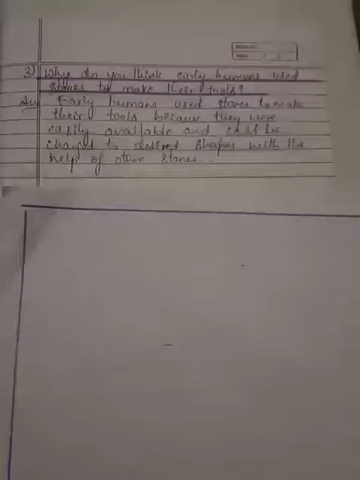 3) Why do you think early humans used
stones to make their tools?
Ans Early humans used stones to make
their tools because they were
easily available and could be
changed to desired shapes with the
help of other stones.